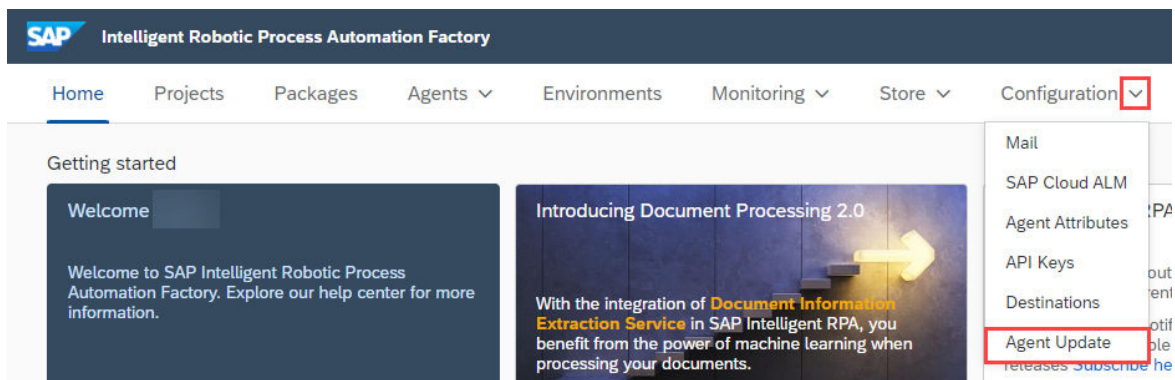 SAP Intelligent Robotic Process Automation Factory
Home Projects Packages Agents Environments Monitoring Store Configuration
Getting started
Welcome
Welcome to SAP Intelligent Robotic Process
Automation Factory. Explore our help center for more
information.
Introducing Document Processing 2.0
With the integration of Document Information
Extraction Service in SAP Intelligent RPA, you
benefit from the power of machine learning when
processing your documents.
Mail
SAP Cloud ALM
Agent Attributes
API Keys
Destinations
Agent Update
releases Subscribe he